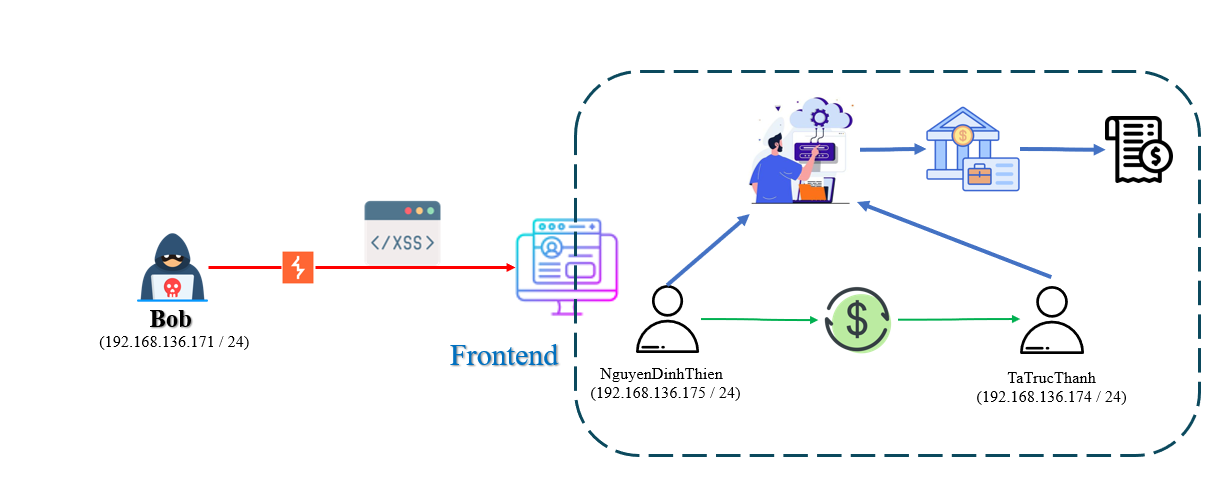 </XSS>
Bob
(192.168.136.171 / 24)
Frontend
$
$
$
NguyenDinhThien
(192.168.136.175 / 24)
TaTrucThanh
(192.168.136.174 / 24)